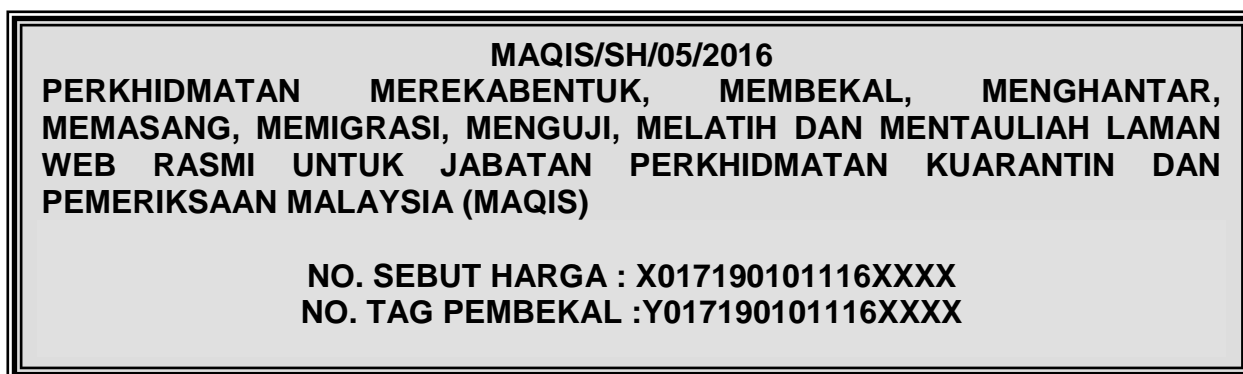 MAQIS/SH/05/2016
PERKHIDMATAN MEREKABENTUK, MEMBEKAL, MENGHANTAR,
MEMASANG, MEMIGRASI, MENGUJI, MELATIH DAN MENTAULIAH LAMAN
WEB RASMI UNTUK JABATAN PERKHIDMATAN KUARANTIN DAN
PEMERIKSAAN MALAYSIA (MAQIS)
NO. SEBUT HARGA : X017190101116XXXX
NO. TAG PEMBEKAL :Y017190101116XXXX